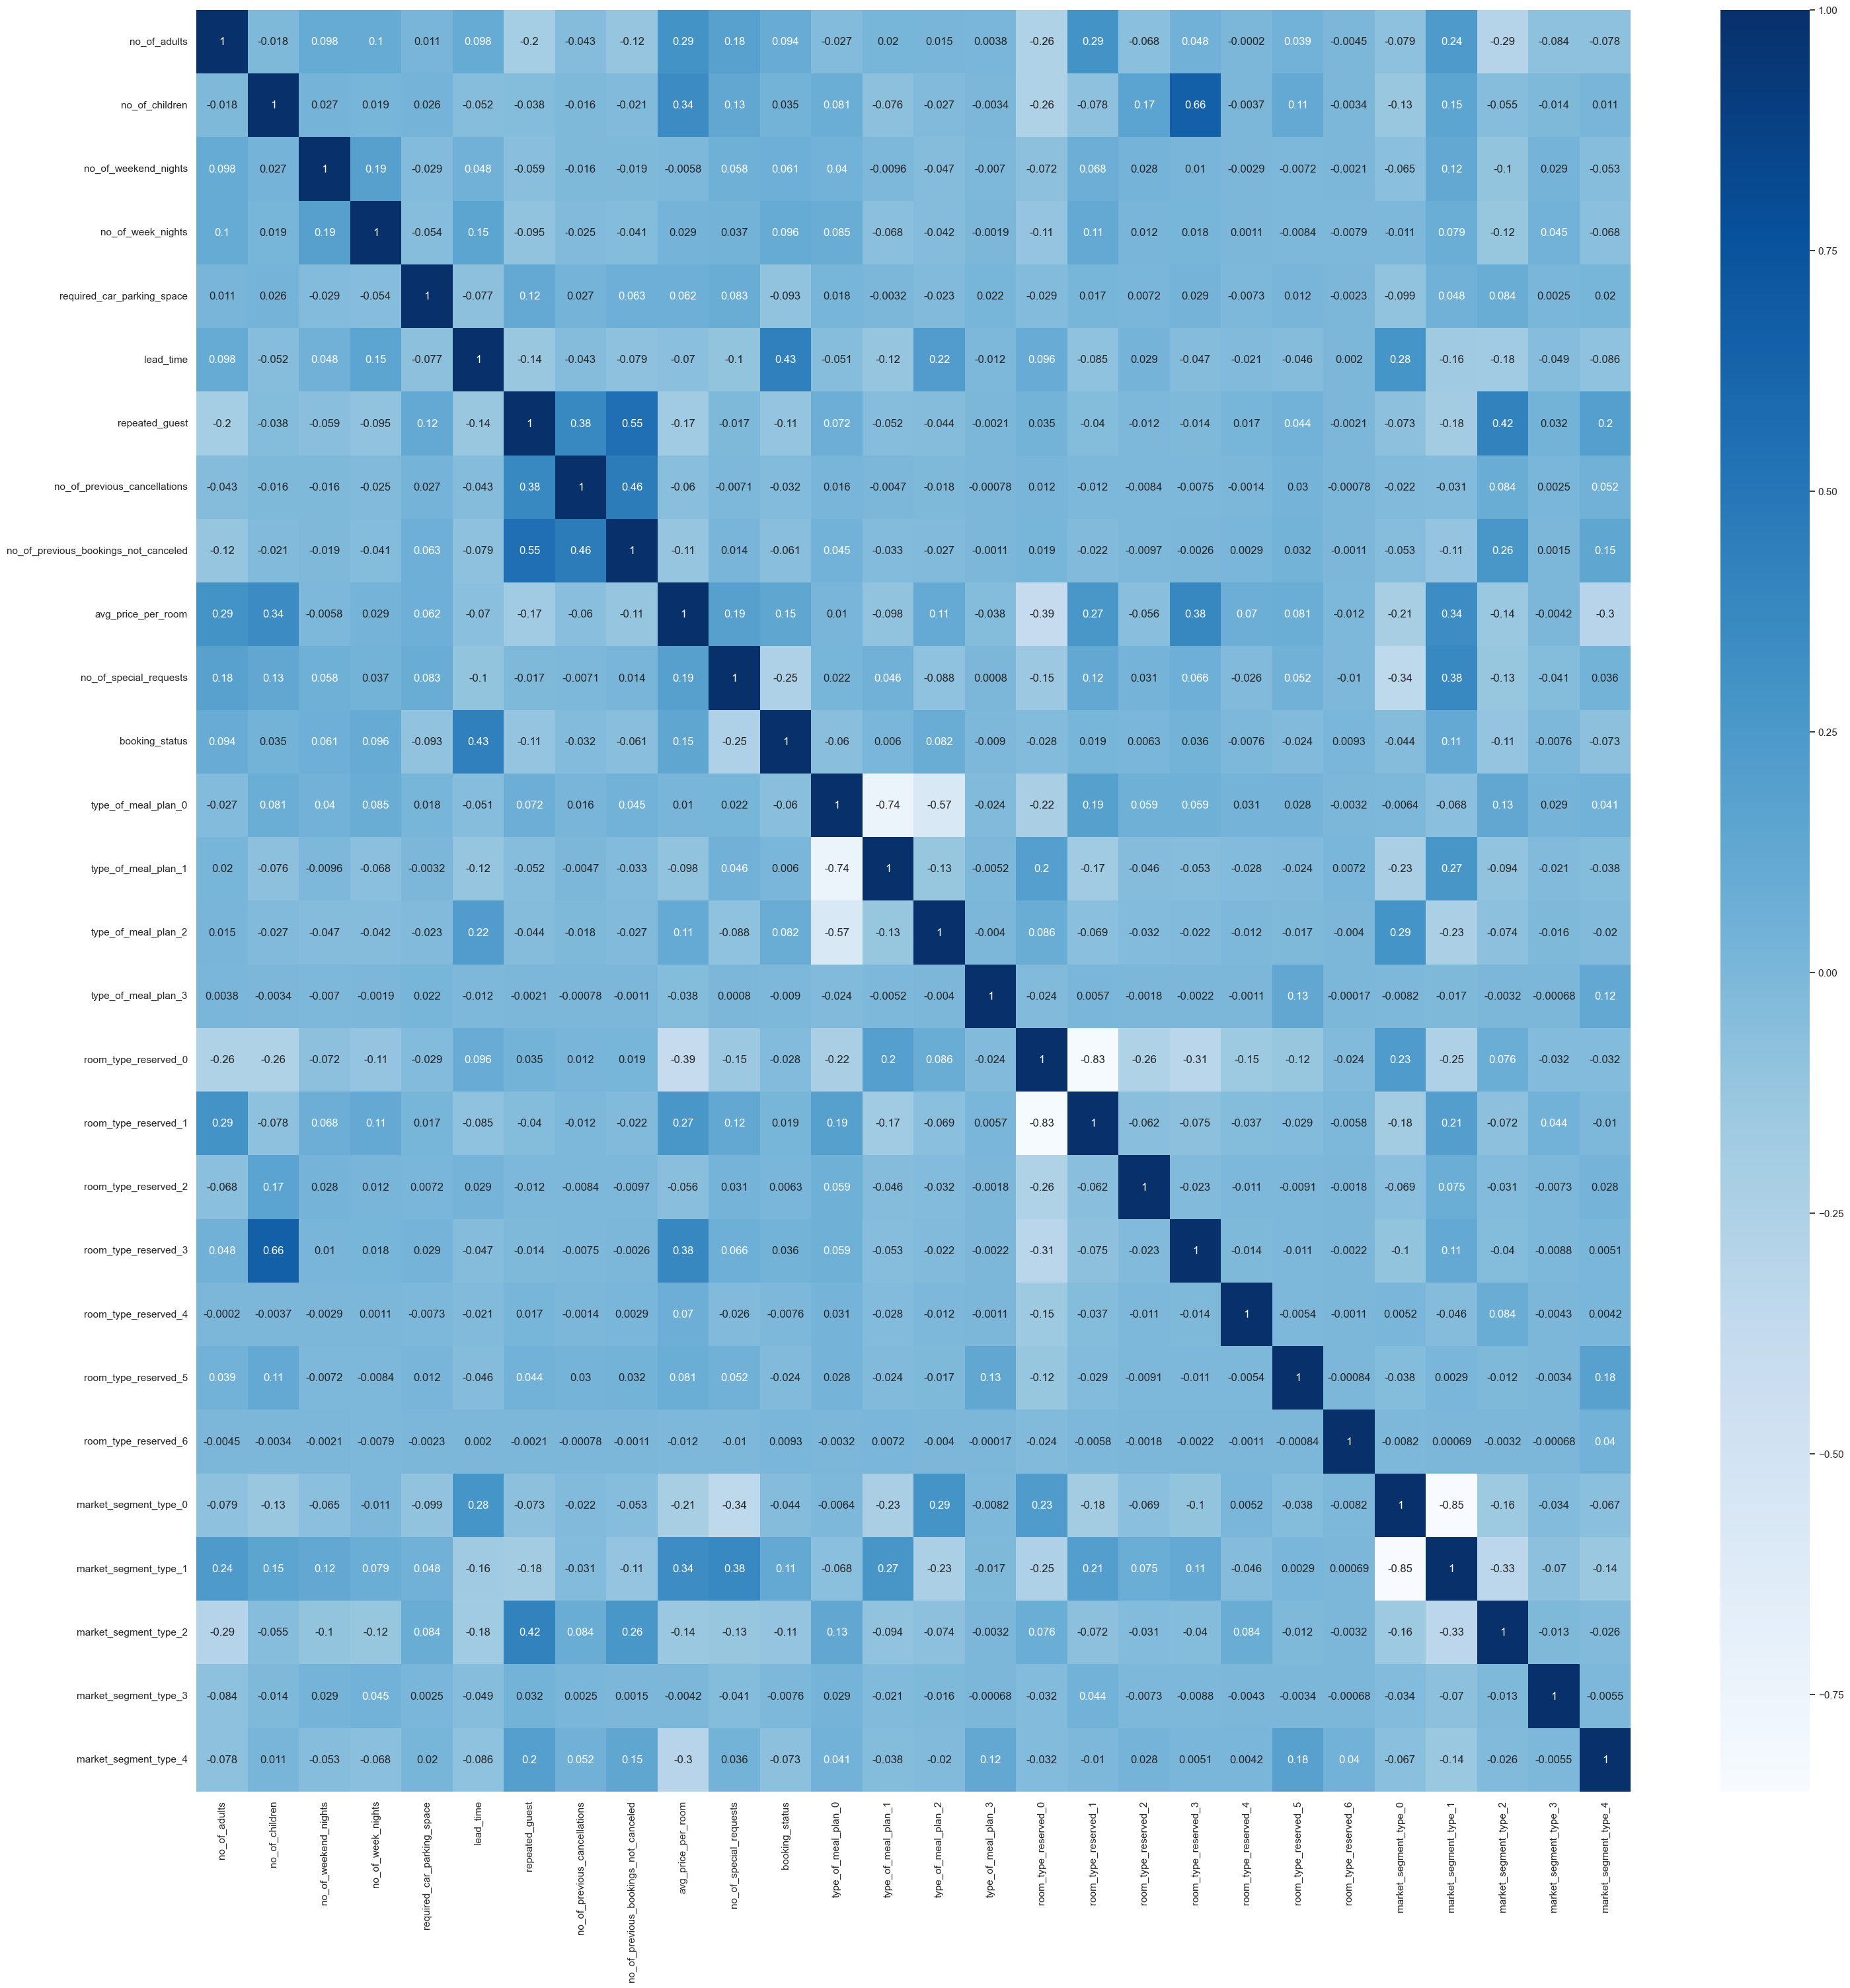 no_of_adults 1 -0.018 0.098 0.1 0.011 0.098 -0.2 -0.043 -0.12 0.29 0.18 0.094 -0.027 0.02 0.015 0.0038 -0.26 0.29 -0.068 0.048 -0.0002 0.039 -0.0045 -0.079 0.24 -0.29 -0.084 -0.078
no_of_children -0.018 1 0.027 0.019 0.026 -0.052 -0.038 -0.016 -0.021 0.34 0.13 0.035 0.081 -0.076 -0.027 -0.0034 -0.26 -0.078 0.17 0.66 -0.0037 0.11 -0.0034 -0.13 0.15 -0.055 -0.014 0.011
no_of_weekend_nights 0.098 0.027 1 0.19 -0.029 0.048 -0.059 -0.016 -0.019 -0.0058 0.058 0.061 0.04 -0.0096 -0.047 -0.007 -0.072 0.068 0.028 0.01 -0.0029 -0.0072 -0.0021 -0.065 0.12 -0.1 0.029 -0.053
no_of_week_nights 0.1 0.019 0.19 1 -0.054 0.15 -0.095 -0.025 -0.041 0.029 0.037 0.096 0.085 -0.068 -0.042 -0.0019 -0.11 0.11 0.012 0.018 0.0011 -0.0084 -0.0079 -0.011 0.079 -0.12 0.045 -0.068
required_car_parking_space 0.011 0.026 -0.029 -0.054 1 -0.077 0.12 0.027 0.063 0.062 0.083 -0.093 0.018 -0.0032 -0.023 0.022 -0.029 0.017 0.0072 0.029 -0.0073 0.012 -0.0023 -0.099 0.048 0.084 0.0025 0.02
lead_time 0.098 -0.052 0.048 0.15 -0.077 1 -0.14 -0.043 -0.079 -0.07 -0.1 0.43 -0.051 -0.12 0.22 -0.012 0.096 -0.085 0.029 -0.047 -0.021 -0.046 0.002 0.28 -0.16 -0.18 -0.049 -0.086
repeated_guest -0.2 -0.038 -0.059 -0.095 0.12 -0.14 1 0.38 0.55 -0.17 -0.017 -0.11 0.072 -0.052 -0.044 -0.0021 0.035 -0.04 -0.012 -0.014 0.017 0.044 -0.0021 -0.073 -0.18 0.42 0.032 0.2
no_of_previous_cancellations -0.043 -0.016 -0.016 -0.025 0.027 -0.043 0.38 1 0.46 -0.06 -0.0071 -0.032 0.016 -0.0047 -0.018 -0.00078 0.012 -0.012 -0.0084 -0.0075 -0.0014 0.03 -0.00078 -0.022 -0.031 0.084 0.0025 0.052
no_of_previous_bookings_not_canceled -0.12 -0.021 -0.019 -0.041 0.063 -0.079 0.55 0.46 1 -0.11 0.014 -0.061 0.045 -0.033 -0.027 -0.0011 0.019 -0.022 -0.0097 -0.0026 0.0029 0.032 -0.0011 -0.053 -0.11 0.26 0.0015 0.15
avg_price_per_room 0.29 0.34 -0.0058 0.029 0.062 -0.07 -0.17 -0.06 -0.11 1 0.19 0.15 0.01 -0.098 0.11 -0.038 -0.39 0.27 -0.056 0.38 0.07 0.081 -0.012 -0.21 0.34 -0.14 -0.0042 -0.3
no_of_special_requests 0.18 0.13 0.058 0.037 0.083 -0.1 -0.017 -0.0071 0.014 0.19 1 -0.25 0.022 0.046 -0.088 0.0008 -0.15 0.12 0.031 0.066 -0.026 0.052 -0.01 -0.34 0.38 -0.13 -0.041 0.036
booking_status 0.094 0.035 0.061 0.096 -0.093 0.43 -0.11 -0.032 -0.061 0.15 -0.25 1 -0.06 0.006 0.082 -0.009 -0.028 0.019 0.0063 0.036 -0.0076 -0.024 0.0093 -0.044 0.11 -0.11 -0.0076 -0.073
type_of_meal_plan_0 -0.027 0.081 0.04 0.085 0.018 -0.051 0.072 0.016 0.045 0.01 0.022 -0.06 1 -0.74 -0.57 -0.024 -0.22 0.19 0.059 0.059 0.031 0.028 -0.0032 -0.0064 -0.068 0.13 0.029 0.041
type_of_meal_plan_1 0.02 -0.076 -0.0096 -0.068 -0.0032 -0.12 -0.052 -0.0047 -0.033 -0.098 0.046 0.006 -0.74 1 -0.13 -0.0052 0.2 -0.17 -0.046 -0.053 -0.028 -0.024 0.0072 -0.23 0.27 -0.094 -0.021 -0.038
type_of_meal_plan_2 0.015 -0.027 -0.047 -0.042 -0.023 0.22 -0.044 -0.018 -0.027 0.11 -0.088 0.082 -0.57 -0.13 1 -0.004 0.086 -0.069 -0.032 -0.022 -0.012 -0.017 -0.004 0.29 -0.23 -0.074 -0.016 -0.02
type_of_meal_plan_3 0.0038 -0.0034 -0.007 -0.0019 0.022 -0.012 -0.0021 -0.00078 -0.0011 -0.038 0.0008 -0.009 -0.024 -0.0052 -0.004 1 -0.024 0.0057 -0.0018 -0.0022 -0.0011 0.13 -0.00017 -0.0082 -0.017 -0.0032 -0.00068 0.12
room_type_reserved_0 -0.26 -0.26 -0.072 -0.11 -0.029 0.096 0.035 0.012 0.019 -0.39 -0.15 -0.028 -0.22 0.2 0.086 -0.024 1 -0.83 -0.26 -0.31 -0.15 -0.12 -0.024 0.23 -0.25 0.076 -0.032 -0.032
room_type_reserved_1 0.29 -0.078 0.068 0.11 0.017 -0.085 -0.04 -0.012 -0.022 0.27 0.12 0.019 0.19 -0.17 -0.069 0.0057 -0.83 1 -0.062 -0.075 -0.037 -0.029 -0.0058 -0.18 0.21 -0.072 0.044 -0.01
room_type_reserved_2 -0.068 0.17 0.028 0.012 0.0072 0.029 -0.012 -0.0084 -0.0097 -0.056 0.031 0.0063 0.059 -0.046 -0.032 -0.0018 -0.26 -0.062 1 -0.023 -0.011 -0.0091 -0.0018 -0.069 0.075 -0.031 -0.0073 0.028
room_type_reserved_3 0.048 0.66 0.01 0.018 0.029 -0.047 -0.014 -0.0075 -0.0026 0.38 0.066 0.036 0.059 -0.053 -0.022 -0.0022 -0.31 -0.075 -0.023 1 -0.014 -0.011 -0.0022 -0.1 0.11 -0.04 -0.0088 0.0051
room_type_reserved_4 -0.0002 -0.0037 -0.0029 0.0011 -0.0073 -0.021 0.017 -0.0014 0.0029 0.07 -0.026 -0.0076 0.031 -0.028 -0.012 -0.0011 -0.15 -0.037 -0.011 -0.014 1 -0.0054 -0.0011 0.0052 -0.046 0.084 -0.0043 0.0042
room_type_reserved_5 0.039 0.11 -0.0072 -0.0084 0.012 -0.046 0.044 0.03 0.032 0.081 0.052 -0.024 0.028 -0.024 -0.017 0.13 -0.12 -0.029 -0.0091 -0.011 -0.0054 1 -0.00084 -0.038 0.0029 -0.012 -0.0034 0.18
room_type_reserved_6 -0.0045 -0.0034 -0.0021 -0.0079 -0.0023 0.002 -0.0021 -0.00078 -0.0011 -0.012 -0.01 0.0093 -0.0032 0.0072 -0.004 -0.00017 -0.024 -0.0058 -0.0018 -0.0022 -0.0011 -0.00084 1 -0.0082 0.00069 -0.0032 -0.00068 0.04
market_segment_type_0 -0.079 -0.13 -0.065 -0.011 -0.099 0.28 -0.073 -0.022 -0.053 -0.21 -0.34 -0.044 -0.0064 -0.23 0.29 -0.0082 0.23 -0.18 -0.069 -0.1 0.0052 -0.038 -0.0082 1 -0.85 -0.16 -0.034 -0.067
market_segment_type_1 0.24 0.15 0.12 0.079 0.048 -0.16 -0.18 -0.031 -0.11 0.34 0.38 0.11 -0.068 0.27 -0.23 -0.017 -0.25 0.21 0.075 0.11 -0.046 0.0029 0.00069 -0.85 1 -0.33 -0.07 -0.14
market_segment_type_2 -0.29 -0.055 -0.1 -0.12 0.084 -0.18 0.42 0.084 0.26 -0.14 -0.13 -0.11 0.13 -0.094 -0.074 -0.0032 0.076 -0.072 -0.031 -0.04 0.084 -0.012 -0.0032 -0.16 -0.33 1 -0.013 -0.026
market_segment_type_3 -0.084 -0.014 0.029 0.045 0.0025 -0.049 0.032 0.0025 0.0015 -0.0042 -0.041 -0.0076 0.029 -0.021 -0.016 -0.00068 -0.032 0.044 -0.0073 -0.0088 -0.0043 -0.0034 -0.00068 -0.034 -0.07 -0.013 1 -0.0055
market_segment_type_4 -0.078 0.011 -0.053 -0.068 0.02 -0.086 0.2 0.052 0.15 -0.3 0.036 -0.073 0.041 -0.038 -0.02 0.12 -0.032 -0.01 0.028 0.0051 0.0042 0.18 0.04 -0.067 -0.14 -0.026 -0.0055 1
no_of_adults
no_of_children
no_of_weekend_nights
no_of_week_nights
required_car_parking_space
lead_time
repeated_guest
no_of_previous_cancellations
no_of_previous_bookings_not_canceled
avg_price_per_room
no_of_special_requests
booking_status
type_of_meal_plan_0
type_of_meal_plan_1
type_of_meal_plan_2
type_of_meal_plan_3
room_type_reserved_0
room_type_reserved_1
room_type_reserved_2
room_type_reserved_3
room_type_reserved_4
room_type_reserved_5
room_type_reserved_6
market_segment_type_0
market_segment_type_1
market_segment_type_2
market_segment_type_3
market_segment_type_4
1.00
0.75
0.50
0.25
0.00
−0.25
−0.50
−0.75